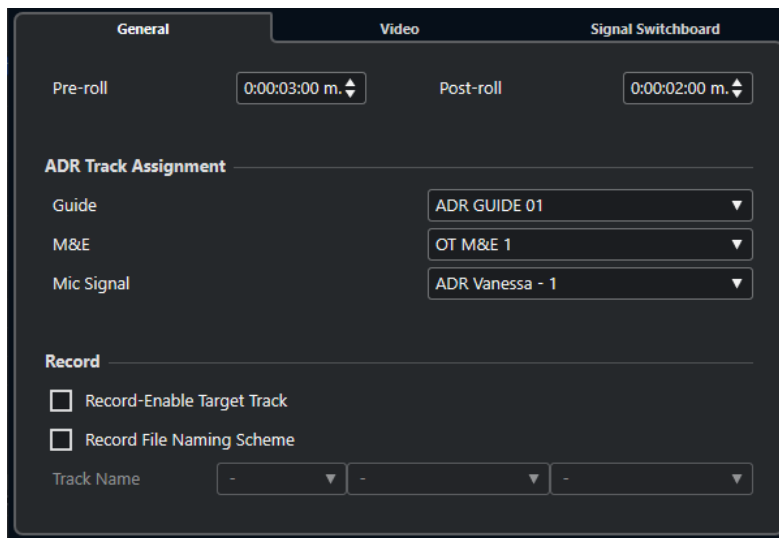 General Video Signal Switchboard
Pre-roll 0:00:03:00 m. Post-roll 0:00:02:00 m.
ADR Track Assignment
Guide ADR GUIDE 01
M&E OT M&E 1
Mic Signal ADR Vanessa - 1
Record
Record-Enable Target Track
Record File Naming Scheme
Track Name - - -